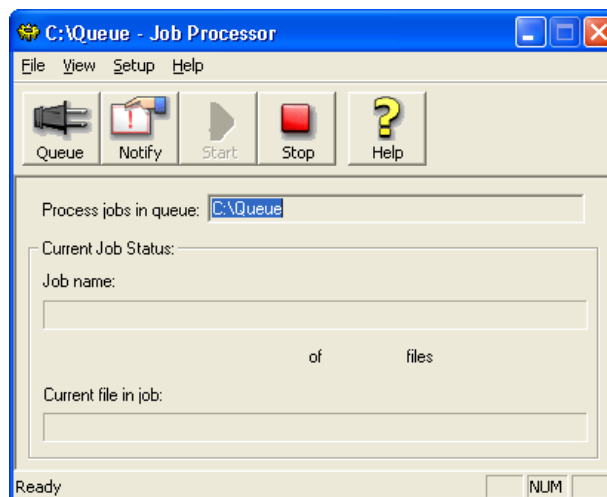 C:\Queue - Job Processor
File View Setup Help
Queue Notify Start Stop Help
Process jobs in queue: C:\Queue
Current Job Status:
Job name:
of files
Current file in job:
Ready NUM